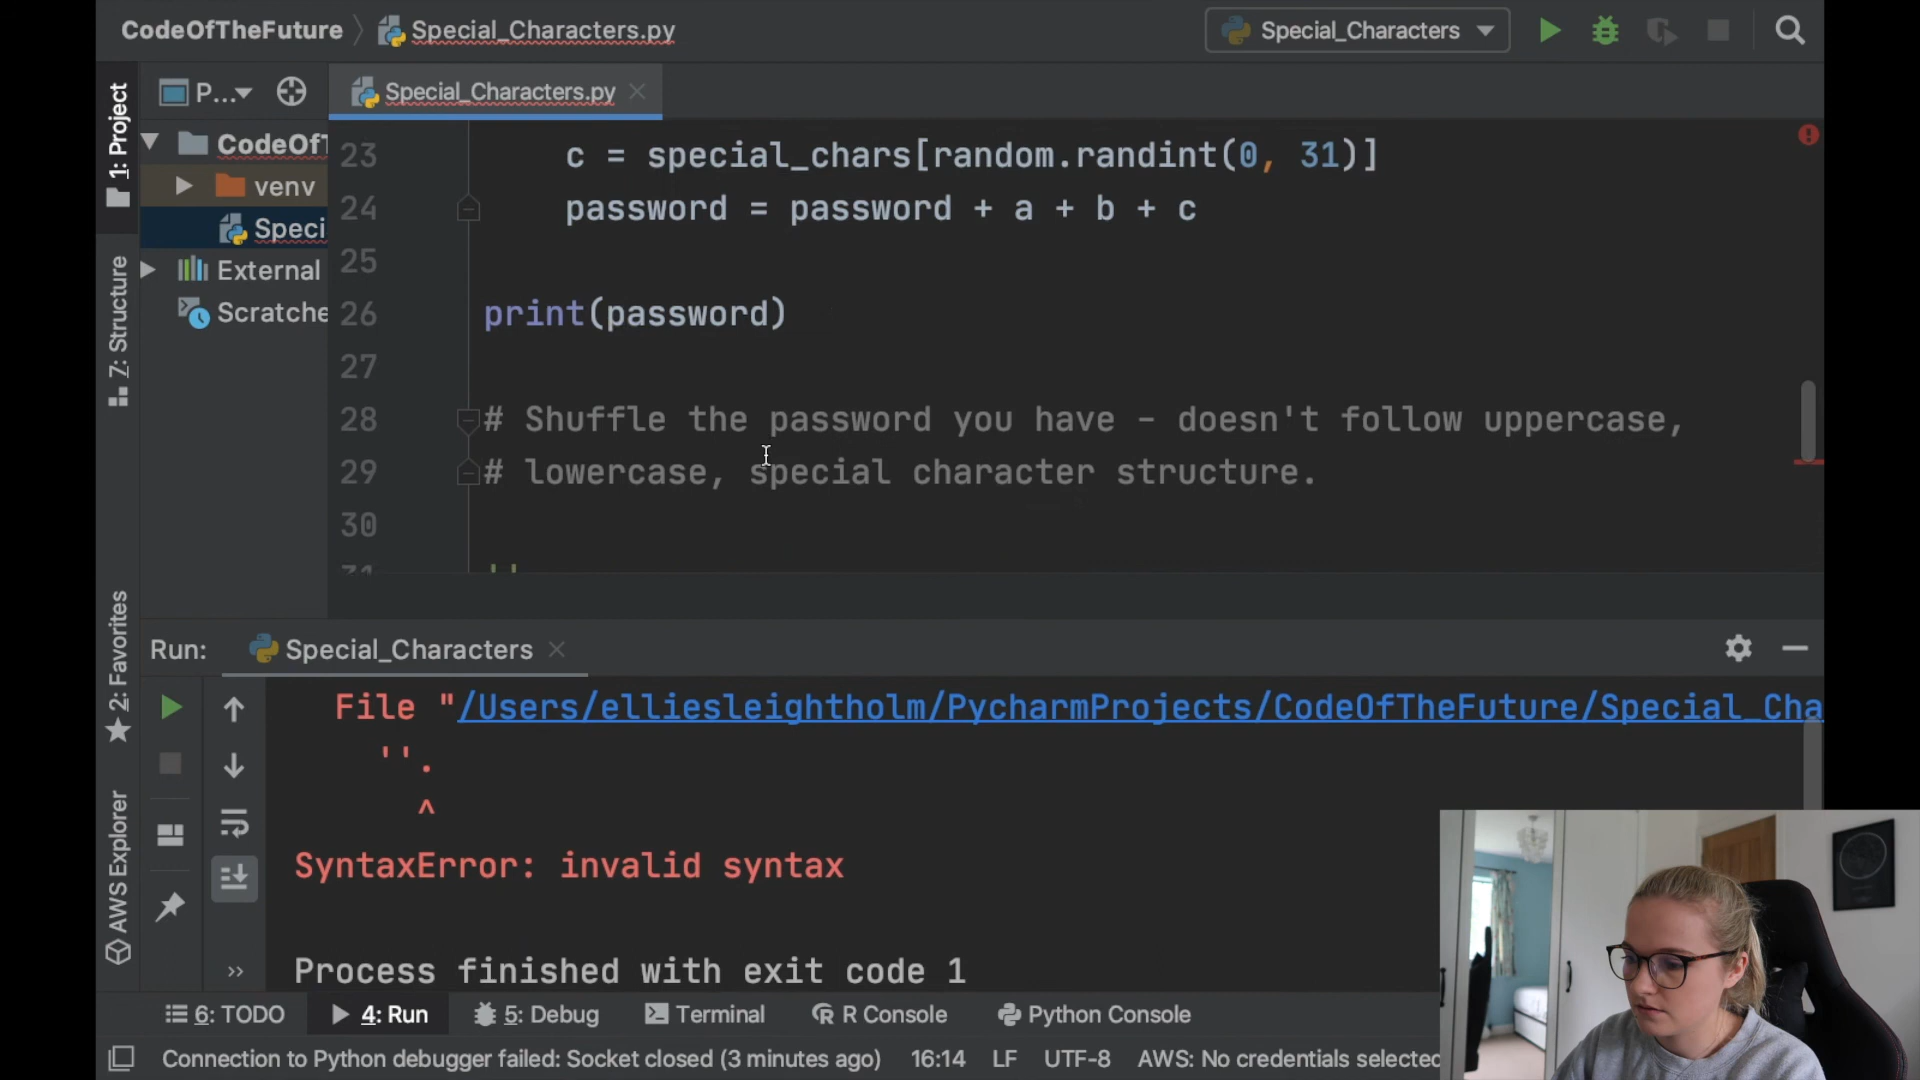 CodeOfTheFuture
Special_Characters.py
Special_Characters
1: Project
P...
Special_Characters.py
CodeOfT
venv
Speci
External
Scratche
7: Structure
2: Favorites
AWS Explorer
23 c = special_chars[random.randint(0, 31)]
24 password = password + a + b + c
25
26 print(password)
27
28 # Shuffle the password you have - doesn't follow uppercase,
29 # lowercase, special character structure.
30
31 ''
Run: Special_Characters
File "/Users/elliesleightholm/PycharmProjects/CodeOfTheFuture/Special_Cha
''.
^
SyntaxError: invalid syntax
Process finished with exit code 1
6: TODO
4: Run
5: Debug
Terminal
R Console
Python Console
Connection to Python debugger failed: Socket closed (3 minutes ago)
16:14
LF
UTF-8
AWS: No credentials selected